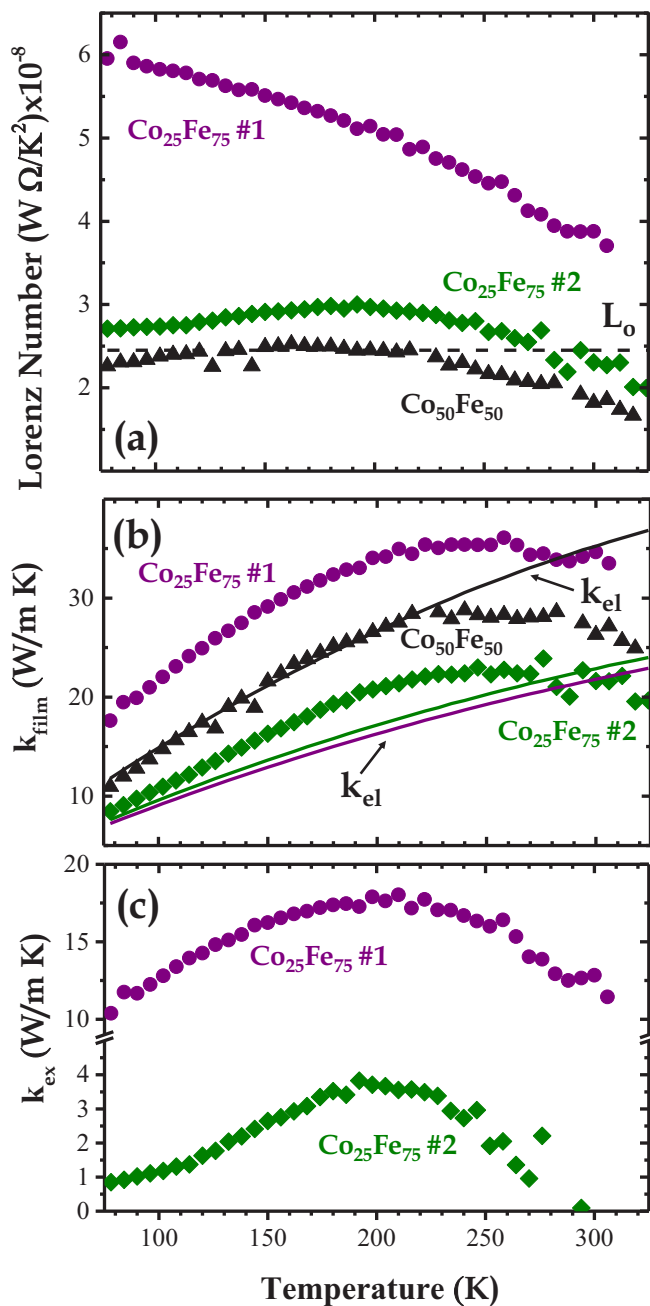 Lorenz Number (W Ω/K²)x10⁻⁸
6
5
4
3
2
Co₂₅Fe₇₅ #1
Co₂₅Fe₇₅ #2
Lₒ
Co₅₀Fe₅₀
(a)
k_film (W/m K)
30
20
10
(b)
Co₂₅Fe₇₅ #1
k_el
Co₅₀Fe₅₀
Co₂₅Fe₇₅ #2
k_el
k_ex (W/m K)
20
15
10
4
3
2
1
0
(c)
Co₂₅Fe₇₅ #1
Co₂₅Fe₇₅ #2
100 150 200 250 300
Temperature (K)